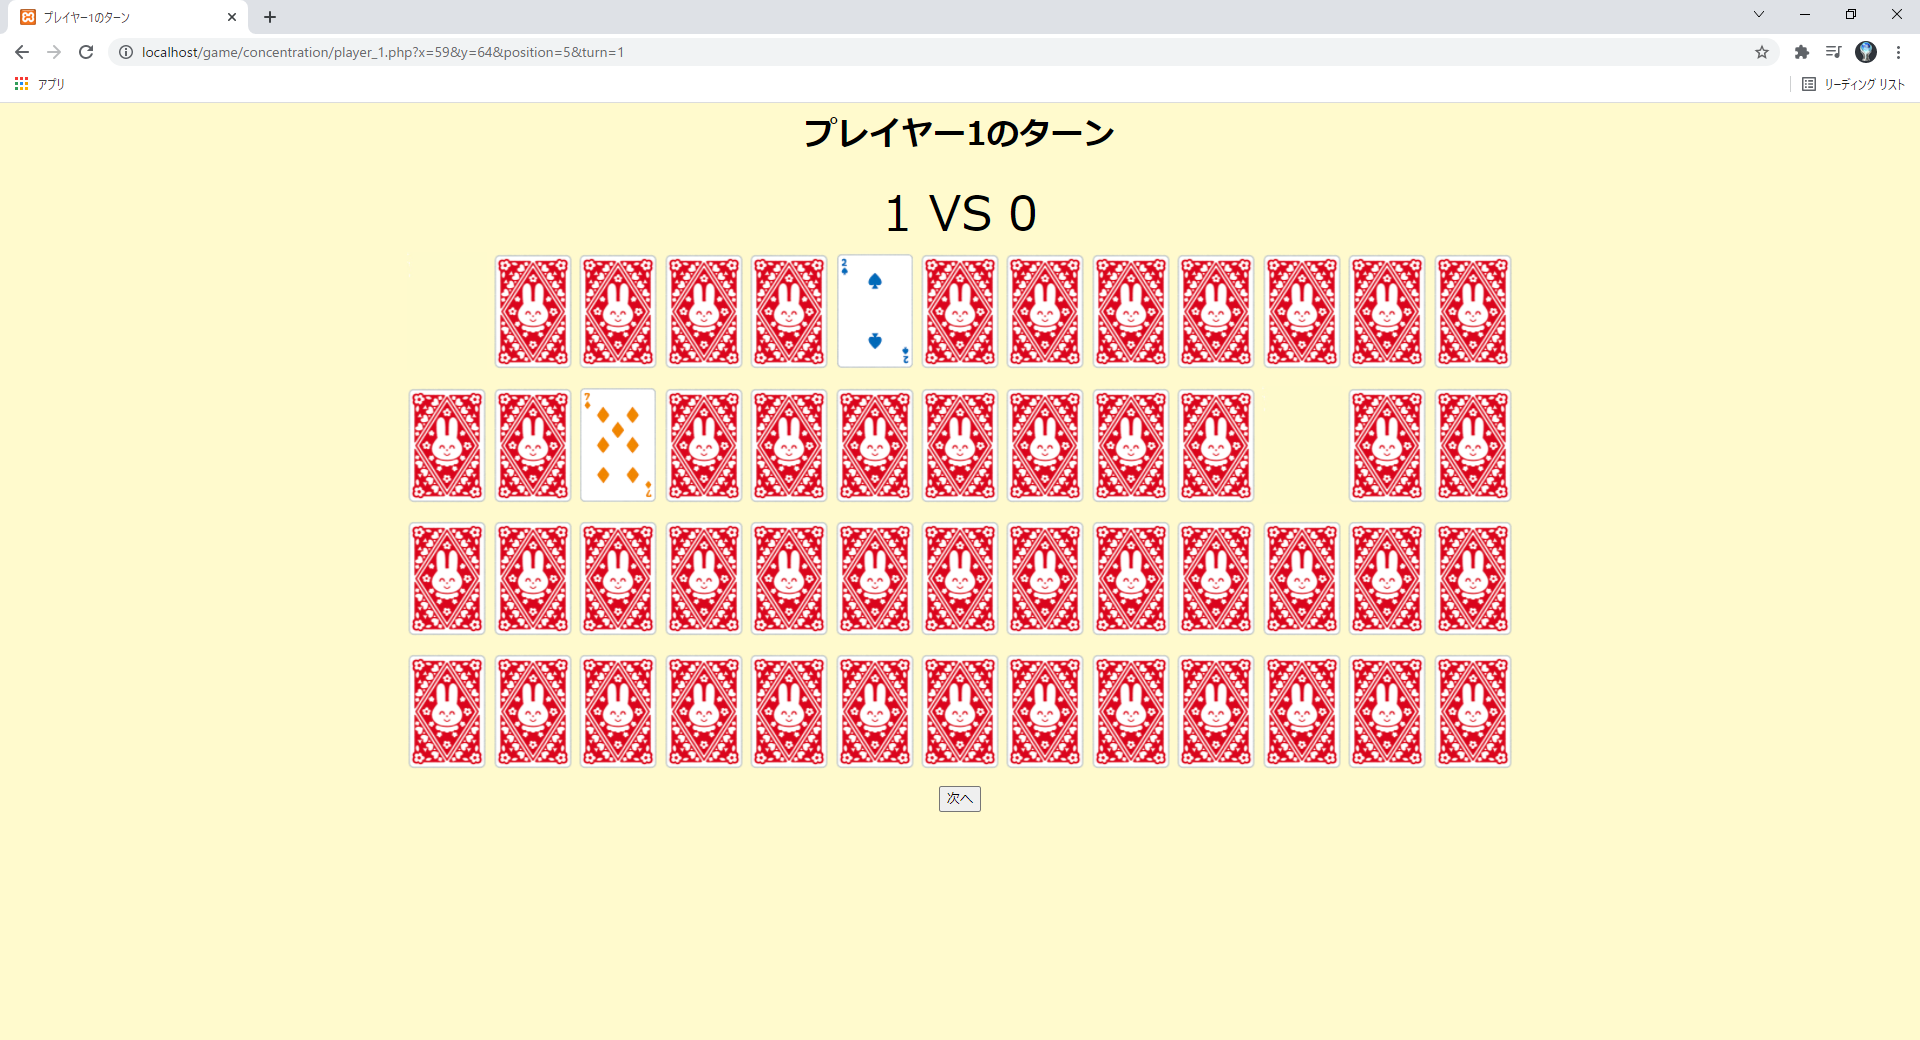 プレイヤー1のターン
localhost/game/concentration/player_1.php?x=59&y=64&position=5&turn=1
アプリ
リーディング リスト
プレイヤー1のターン
1 VS 0
2
2
7
7
次へ